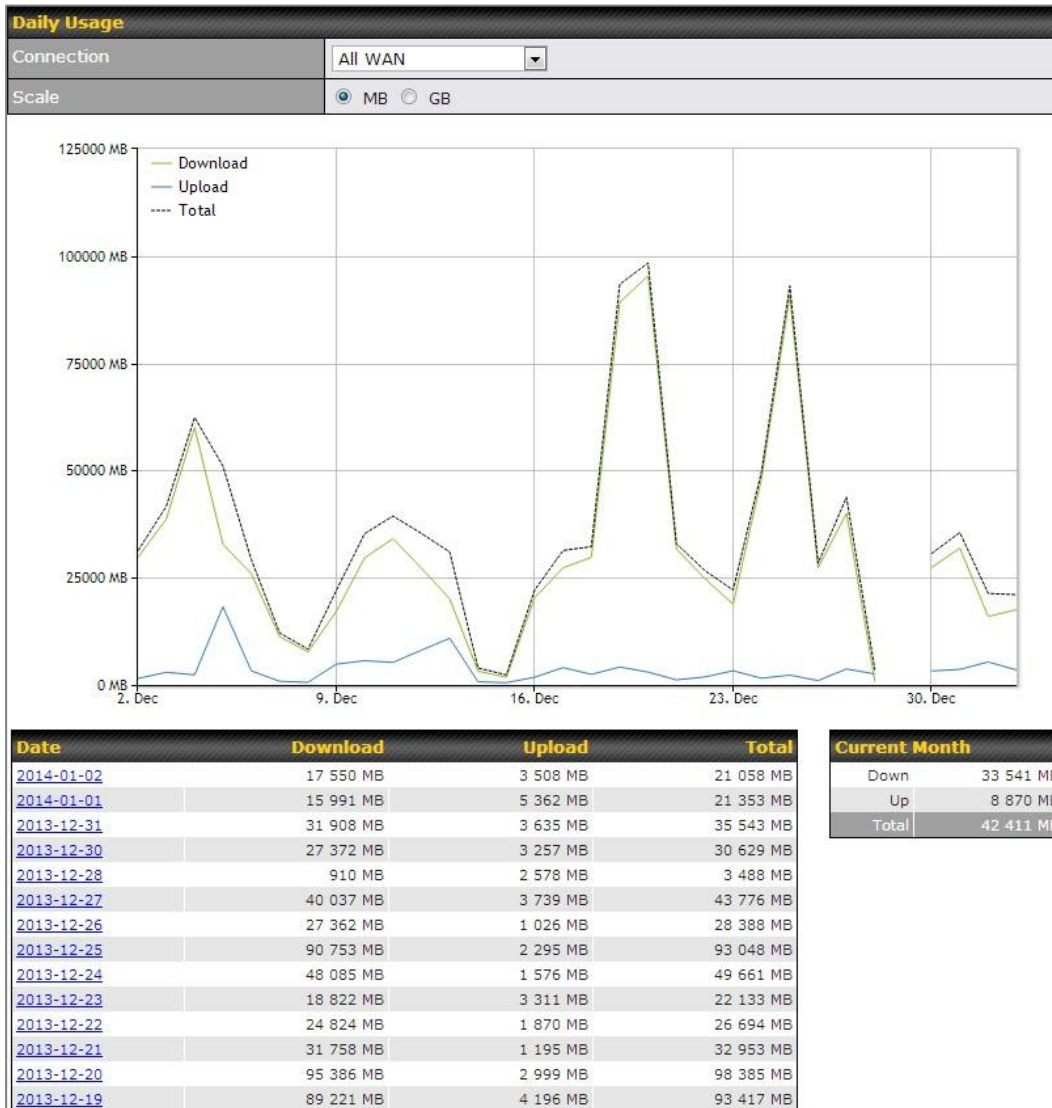 Daily Usage
Connection All WAN
Scale MB GB
125000 MB
Download
Upload
Total
100000 MB
75000 MB
50000 MB
25000 MB
0 MB
2. Dec 9. Dec 16. Dec 23. Dec 30. Dec
Date Download Upload Total
2014-01-02 17 550 MB 3 508 MB 21 058 MB
2014-01-01 15 991 MB 5 362 MB 21 353 MB
2013-12-31 31 908 MB 3 635 MB 35 543 MB
2013-12-30 27 372 MB 3 257 MB 30 629 MB
2013-12-28 910 MB 2 578 MB 3 488 MB
2013-12-27 40 037 MB 3 739 MB 43 776 MB
2013-12-26 27 362 MB 1 026 MB 28 388 MB
2013-12-25 90 753 MB 2 295 MB 93 048 MB
2013-12-24 48 085 MB 1 576 MB 49 661 MB
2013-12-23 18 822 MB 3 311 MB 22 133 MB
2013-12-22 24 824 MB 1 870 MB 26 694 MB
2013-12-21 31 758 MB 1 195 MB 32 953 MB
2013-12-20 95 386 MB 2 999 MB 98 385 MB
2013-12-19 89 221 MB 4 196 MB 93 417 MB
Current Month
Down 33 541
Up 8 870
Total 42 411